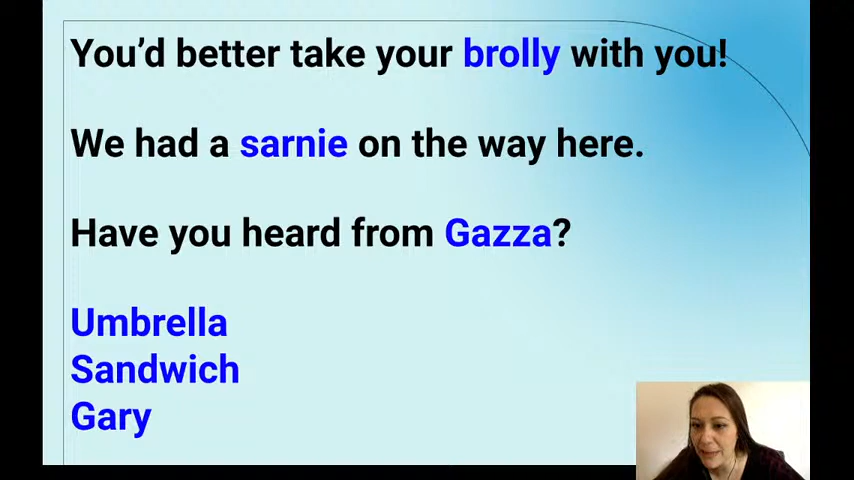 You’d better take your brolly with you!
We had a sarnie on the way here.
Have you heard from Gazza?
Umbrella
Sandwich
Gary